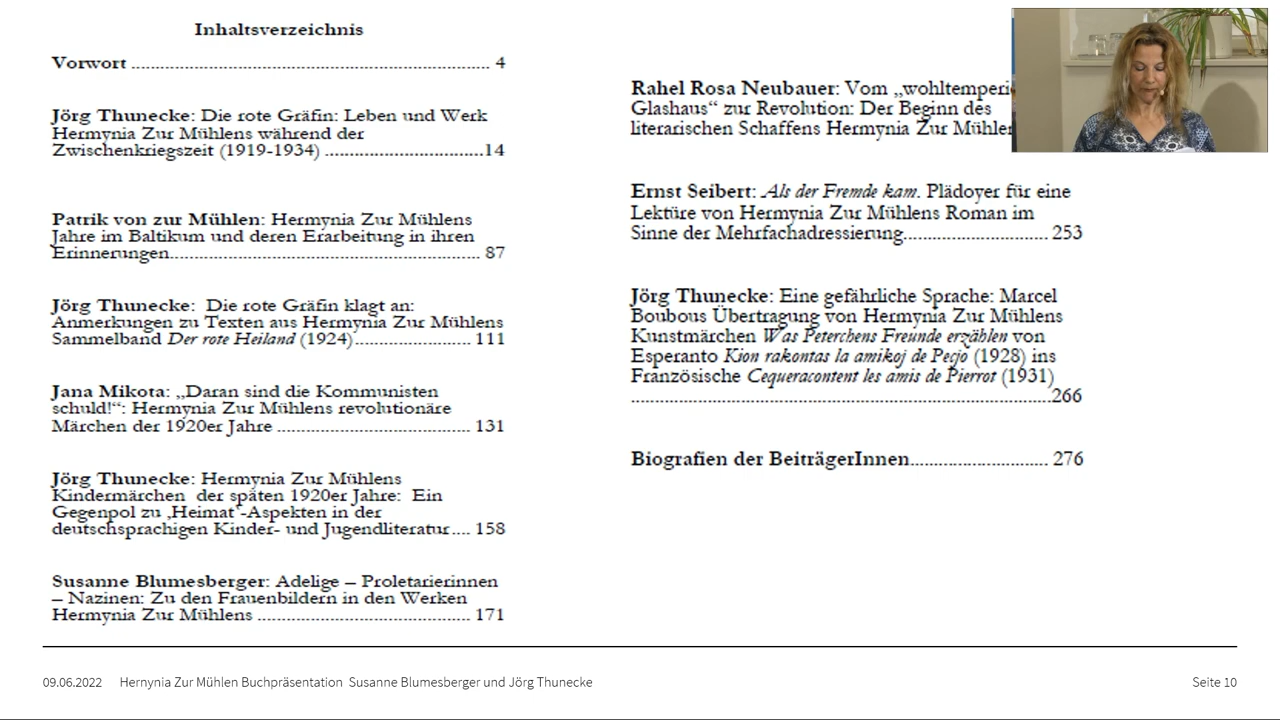 Inhaltsverzeichnis
Vorwort ........................................................................... 4
Jörg Thunecke: Die rote Gräfin: Leben und Werk
Hermynia Zur Mühlens während der
Zwischenkriegszeit (1919-1934) .................................14
Patrik von zur Mühlen: Hermynia Zur Mühlens
Jahre im Baltikum und deren Erarbeitung in ihren
Erinnerungen................................................................. 87
Jörg Thunecke: Die rote Gräfin klagt an:
Anmerkungen zu Texten aus Hermynia Zur Mühlens
Sammelband Der rote Heiland (1924)........................ 111
Jana Mikota: „Daran sind die Kommunisten
schuld!“: Hermynia Zur Mühlens revolutionäre
Märchen der 1920er Jahre ........................................ 131
Jörg Thunecke: Hermynia Zur Mühlens
Kindermärchen der späten 1920er Jahre: Ein
Gegenpol zu ‚Heimat‘-Aspekten in der
deutschsprachigen Kinder- und Jugendliteratur.... 158
Susanne Blumesberger: Adelige – Proletarierinnen
– Nazinen: Zu den Frauenbildern in den Werken
Hermynia Zur Mühlens ............................................ 171
Rahel Rosa Neubauer: Vom
Glashaus“ zur Revolution: Der Beginn des
literarischen Schaffens Hermynia Zur
Ernst Seibert: Als der Fremde kam. Plädoyer für eine
Lektüre von Hermynia Zur Mühlens Roman im
Sinne der Mehrfachadressierung.............................. 253
Jörg Thunecke: Eine gefährliche Sprache: Marcel
Boubous Übertragung von Hermynia Zur Mühlens
Kunstmärchen Was Peterchens Freunde erzählen von
Esperanto Kion rakontas la amikoj de Peĉjo (1928) ins
Französische Cequeracontent les amis de Pierrot (1931)
.....................................................................................266
Biografien der BeiträgerInnen............................. 276
09.06.2022 Hernynia Zur Mühlen Buchpräsentation Susanne Blumesberger und Jörg Thunecke
Seite 10